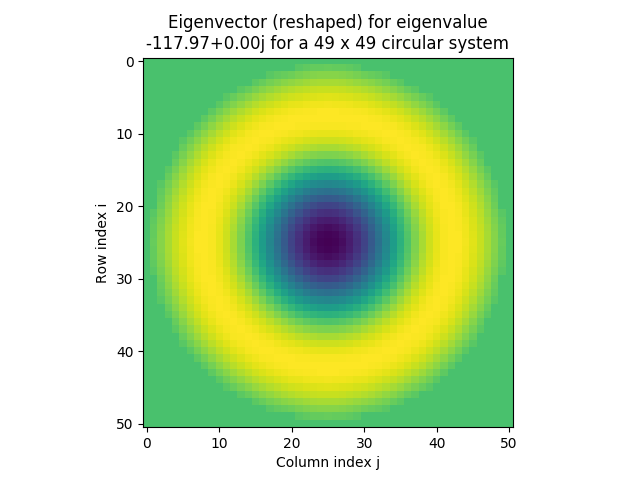 Eigenvector (reshaped) for eigenvalue
-117.97+0.00j for a 49 x 49 circular system
0
10
20
30
40
50
Row index i
0 10 20 30 40 50
Column index j